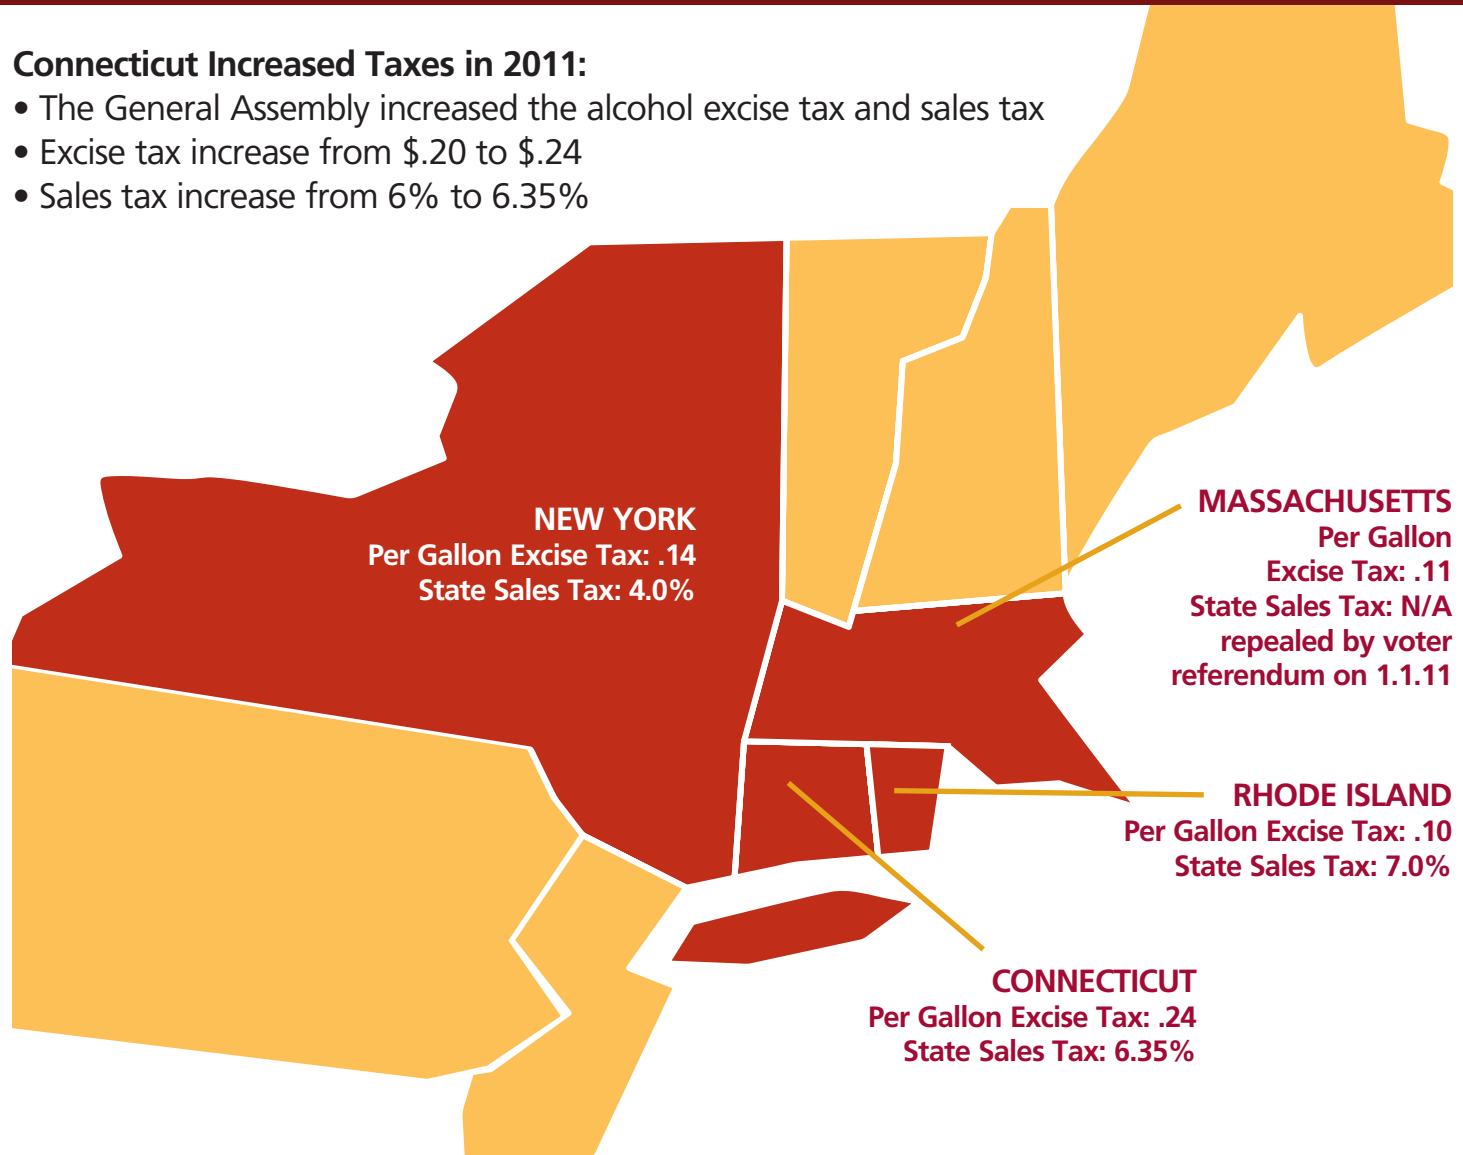 Connecticut Increased Taxes in 2011:
• The General Assembly increased the alcohol excise tax and sales tax
• Excise tax increase from $.20 to $.24
• Sales tax increase from 6% to 6.35%
NEW YORK
Per Gallon Excise Tax: .14
State Sales Tax: 4.0%
MASSACHUSETTS
Per Gallon
Excise Tax: .11
State Sales Tax: N/A
repealed by voter
referendum on 1.1.11
RHODE ISLAND
Per Gallon Excise Tax: .10
State Sales Tax: 7.0%
CONNECTICUT
Per Gallon Excise Tax: .24
State Sales Tax: 6.35%